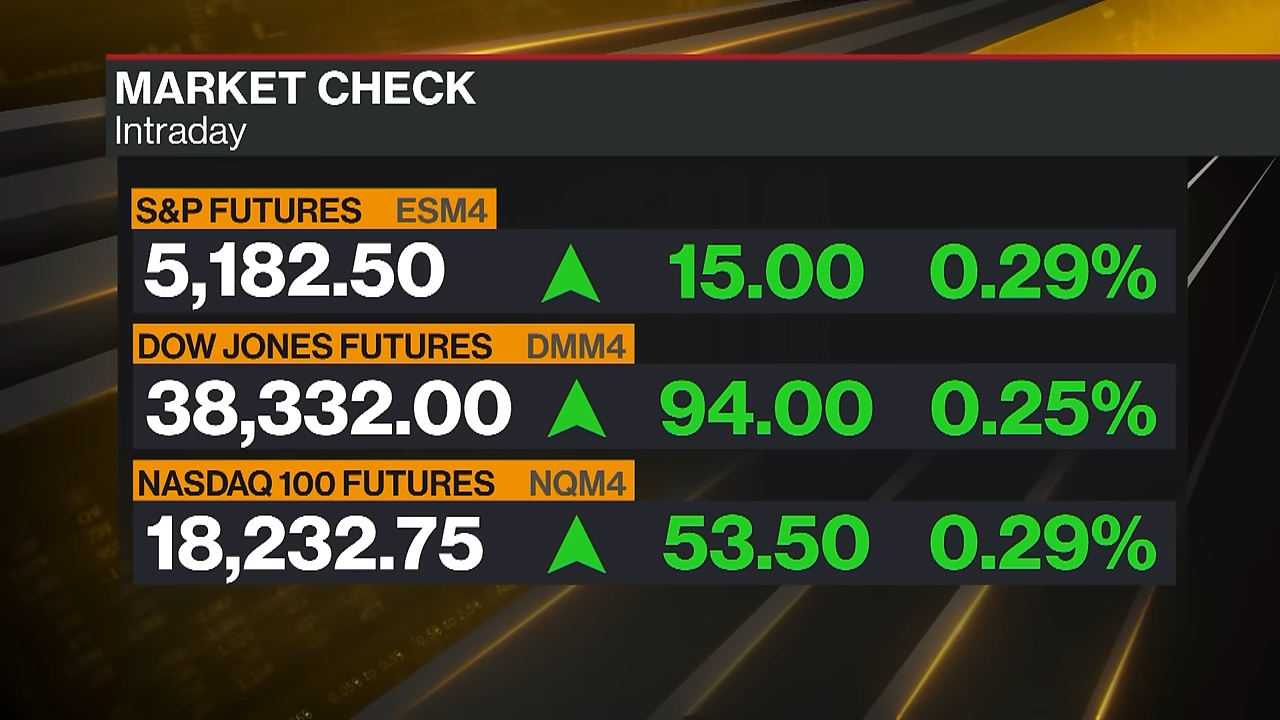 MARKET CHECK
Intraday
S&P FUTURES ESM4
5,182.50 ▲ 15.00 0.29%
DOW JONES FUTURES DMM4
38,332.00 ▲ 94.00 0.25%
NASDAQ 100 FUTURES NQM4
18,232.75 ▲ 53.50 0.29%